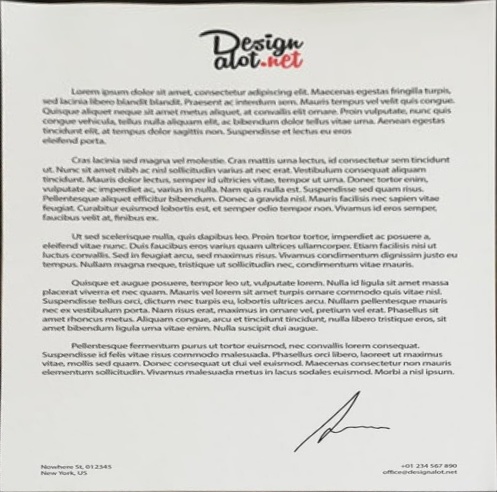 Design
alot.net
Lorem ipsum dolor sit amet, consectetur adipiscing elit. Maecenas egestas fringilla turpis,
sed lacinia libero blandit blandit. Praesent ac interdum sem. Mauris tempus vel velit quis congue.
Quisque aliquet neque sit amet metus aliquet, at convallis elit ornare. Proin vulputate, nunc quis
congue vehicula, tellus nulla aliquam elit, ac bibendum dolor tellus vitae urna. Aenean egestas
tincidunt elit, at tempus dolor sagittis non. Suspendisse et lectus eu eros
eleifend porta.
Cras lacinia sed magna vel molestie. Cras mattis urna lectus, id consectetur sem tincidunt
ut. Nunc sit amet nibh ac nisl sollicitudin varius at nec erat. Vestibulum consequat aliquam
tincidunt. Mauris dolor lectus, semper id ultricies vitae, tempor ut urna. Donec tortor enim,
vulputate ac imperdiet ac, varius in nulla. Nam quis nulla est. Suspendisse sed quam risus.
Pellentesque aliquet efficitur bibendum. Donec a gravida nisl. Mauris facilisis nec sapien vitae
feugiat. Curabitur euismod lobortis est, et semper odio tempor non. Vivamus id eros semper,
faucibus velit at, finibus ex.
Ut sed scelerisque nulla, quis dapibus leo. Proin tortor tortor, imperdiet ac posuere a,
eleifend vitae nunc. Duis faucibus eros varius quam ultrices ullamcorper. Etiam facilisis nisi ut
luctus convallis. Sed in feugiat arcu, sed maximus risus. Vivamus condimentum dignissim justo eu
tempus. Nullam magna neque, tristique ut sollicitudin nec, condimentum vitae mauris.
Quisque et augue posuere, tempor leo ut, vulputate lorem. Nulla id ligula sit amet massa
placerat viverra et nec quam. Mauris vel lorem sit amet turpis ornare commodo quis vitae nisl.
Suspendisse tellus orci, dictum nec turpis eu, lobortis ultrices arcu. Nullam pellentesque mauris
nec ex vestibulum porta. Nam risus erat, maximus in ornare vel, pretium vel erat. Phasellus sit
amet rhoncus metus. Aliquam congue, arcu et tincidunt tincidunt, nulla libero tristique eros, sit
amet bibendum ligula urna vitae enim. Nulla suscipit dui augue.
Pellentesque fermentum purus ut tortor euismod, nec convallis lorem consequat.
Suspendisse id felis vitae risus commodo malesuada. Phasellus orci libero, laoreet ut maximus
vitae, mollis sed quam. Donec consequat ut dui vel euismod. Maecenas consectetur non mauris
elementum sollicitudin. Vivamus malesuada metus in lacus sodales euismod. Morbi a nisl ipsum.
Nowhere St, 012345
New York, US
+01 234 567 890
office@designalot.net